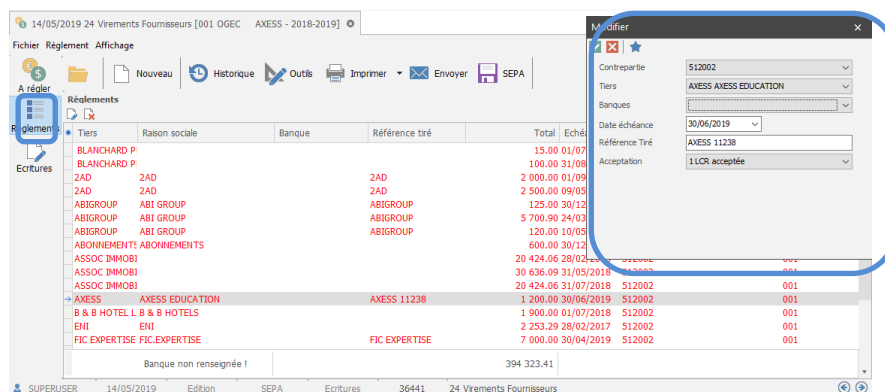 14/05/2019 24 Virements Fournisseurs [001 OGEC AXESS - 2018-2019]
Fichier Règlement Affichage
A régler
Nouveau Historique Outils Imprimer Envoyer SEPA
Règlements
Ecritures
Règlements
Tiers Raison sociale Banque Référence tiré Total Echéa
BLANCHARD P 15.00 01/07
BLANCHARD P 100.00 31/08
2AD 2AD 2AD 2 000.00 01/09
2AD 2AD 2AD 2 500.00 09/05
ABIGROUP ABI GROUP ABIGROUP 125.00 30/12
ABIGROUP ABI GROUP ABIGROUP 5 700.90 24/03
ABIGROUP ABI GROUP ABIGROUP 120.00 10/05
ABONNEMENTS ABONNEMENTS 600.00 30/12
ASSOC IMMOBI 20 424.06 28/02/ 512002 001
ASSOC IMMOBI 30 636.09 31/05/2018 512002 001
ASSOC IMMOBI 20 424.06 31/07/2018 512002 001
AXESS AXESS EDUCATION AXESS 11238 1 200.00 30/06/2019 512002 001
B & B HOTEL L B & B HOTELS 1 900.00 01/07/2018 512002 001
ENI ENI 2 253.29 28/02/2017 512002 001
FIC EXPERTISE FIC.EXPERTISE FIC EXPERTISE 7 000.00 30/04/2019 512002 001
Banque non renseignée ! 394 323.41
SUPERUSER 14/05/2019 Edition SEPA Ecritures 36441 24 Virements Fournisseurs
Modifier
Contrepartie 512002
Tiers AXESS AXESS EDUCATION
Banques
Date échéance 30/06/2019
Référence Tiré AXESS 11238
Acceptation 1 LCR acceptée